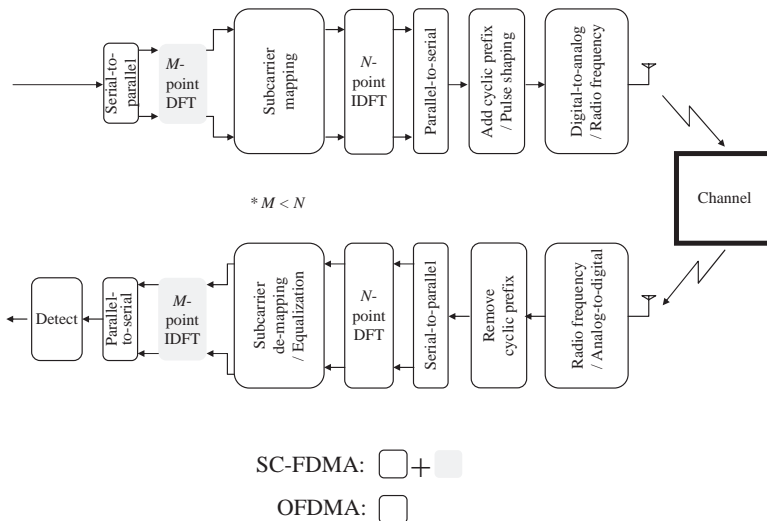 Serial-to-
parallel
M-
point
DFT
Subcarrier
mapping
N-
point
IDFT
Parallel-to-serial
Add cyclic prefix
/ Pulse shaping
Digital-to-analog
/ Radio frequency
Channel
* M < N
Detect
Parallel-
to-serial
M-
point
IDFT
Subcarrier
de-mapping
/ Equalization
N-
point
DFT
Serial-to-parallel
Remove
cyclic prefix
Radio frequency
/ Analog-to-digital
SC-FDMA: +
OFDMA: